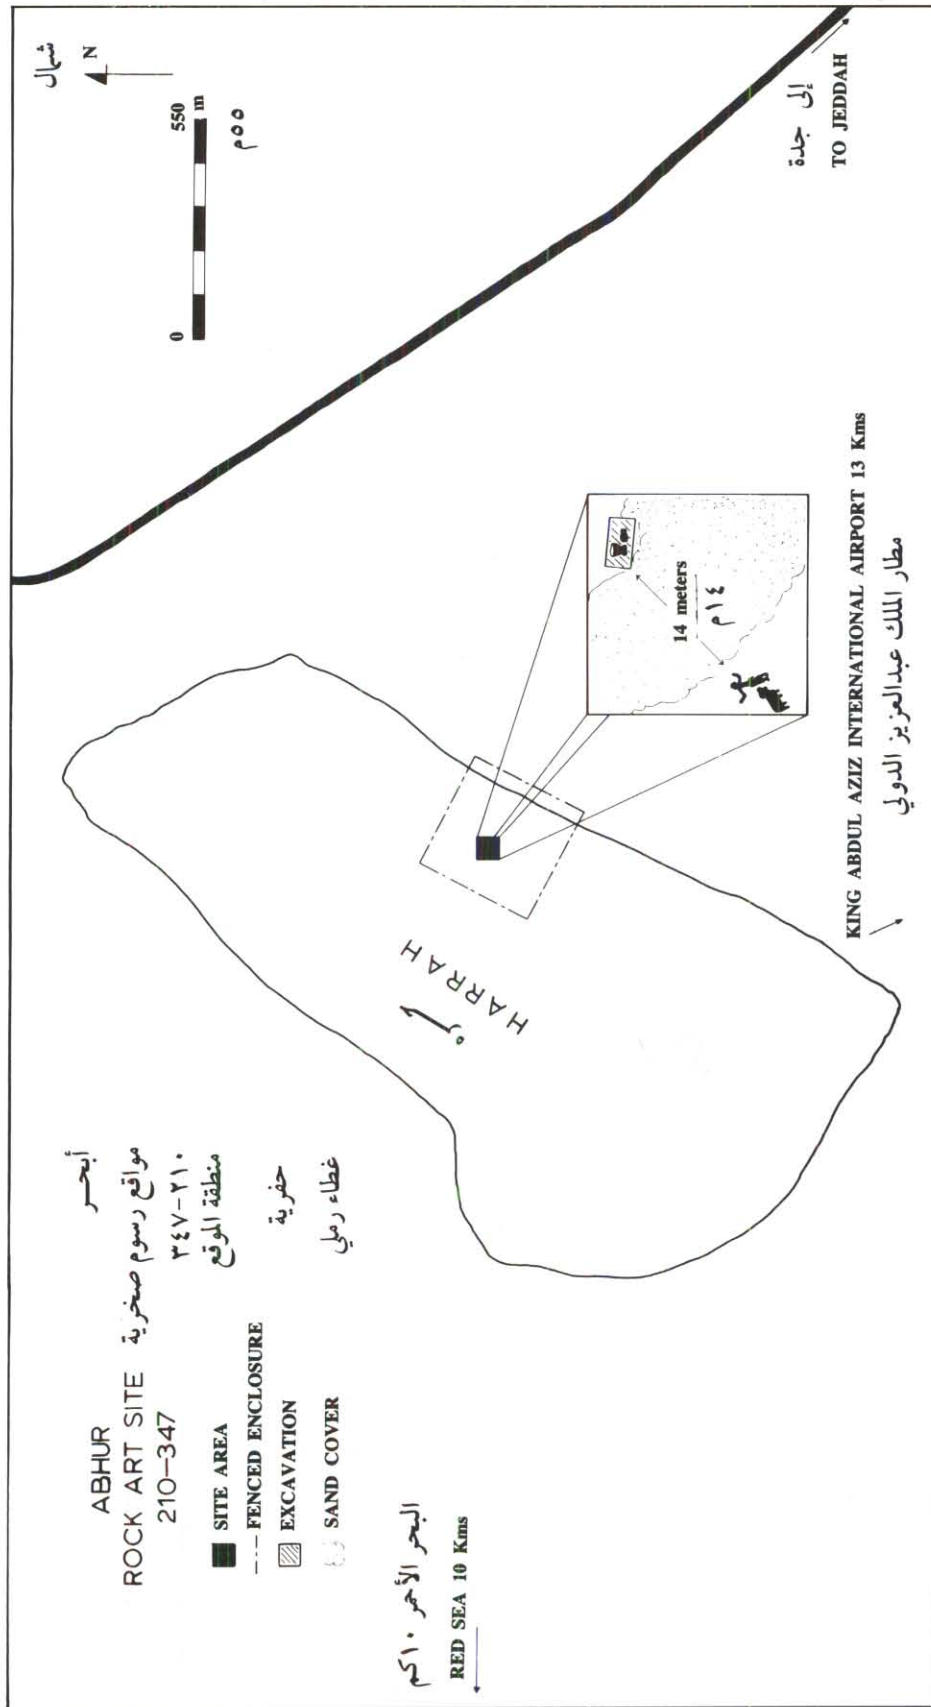 ABHUR
أبحر
ROCK ART SITE
مواقع رسوم صخرية
210-347
٢١٠-٣٤٧
SITE AREA
منطقة الموقع
FENCED ENCLOSURE
EXCAVATION
حفرية
SAND COVER
غطاء رملي
البحر الأحمر ١٠كم
RED SEA 10 Kms
HARRAH
حرة
14 meters
١٤م
KING ABDUL AZIZ INTERNATIONAL AIRPORT 13 Kms
مطار الملك عبدالعزيز الدولي
شمال
N
0
550
m
٥٥٠م
إلى جدة
TO JEDDAH